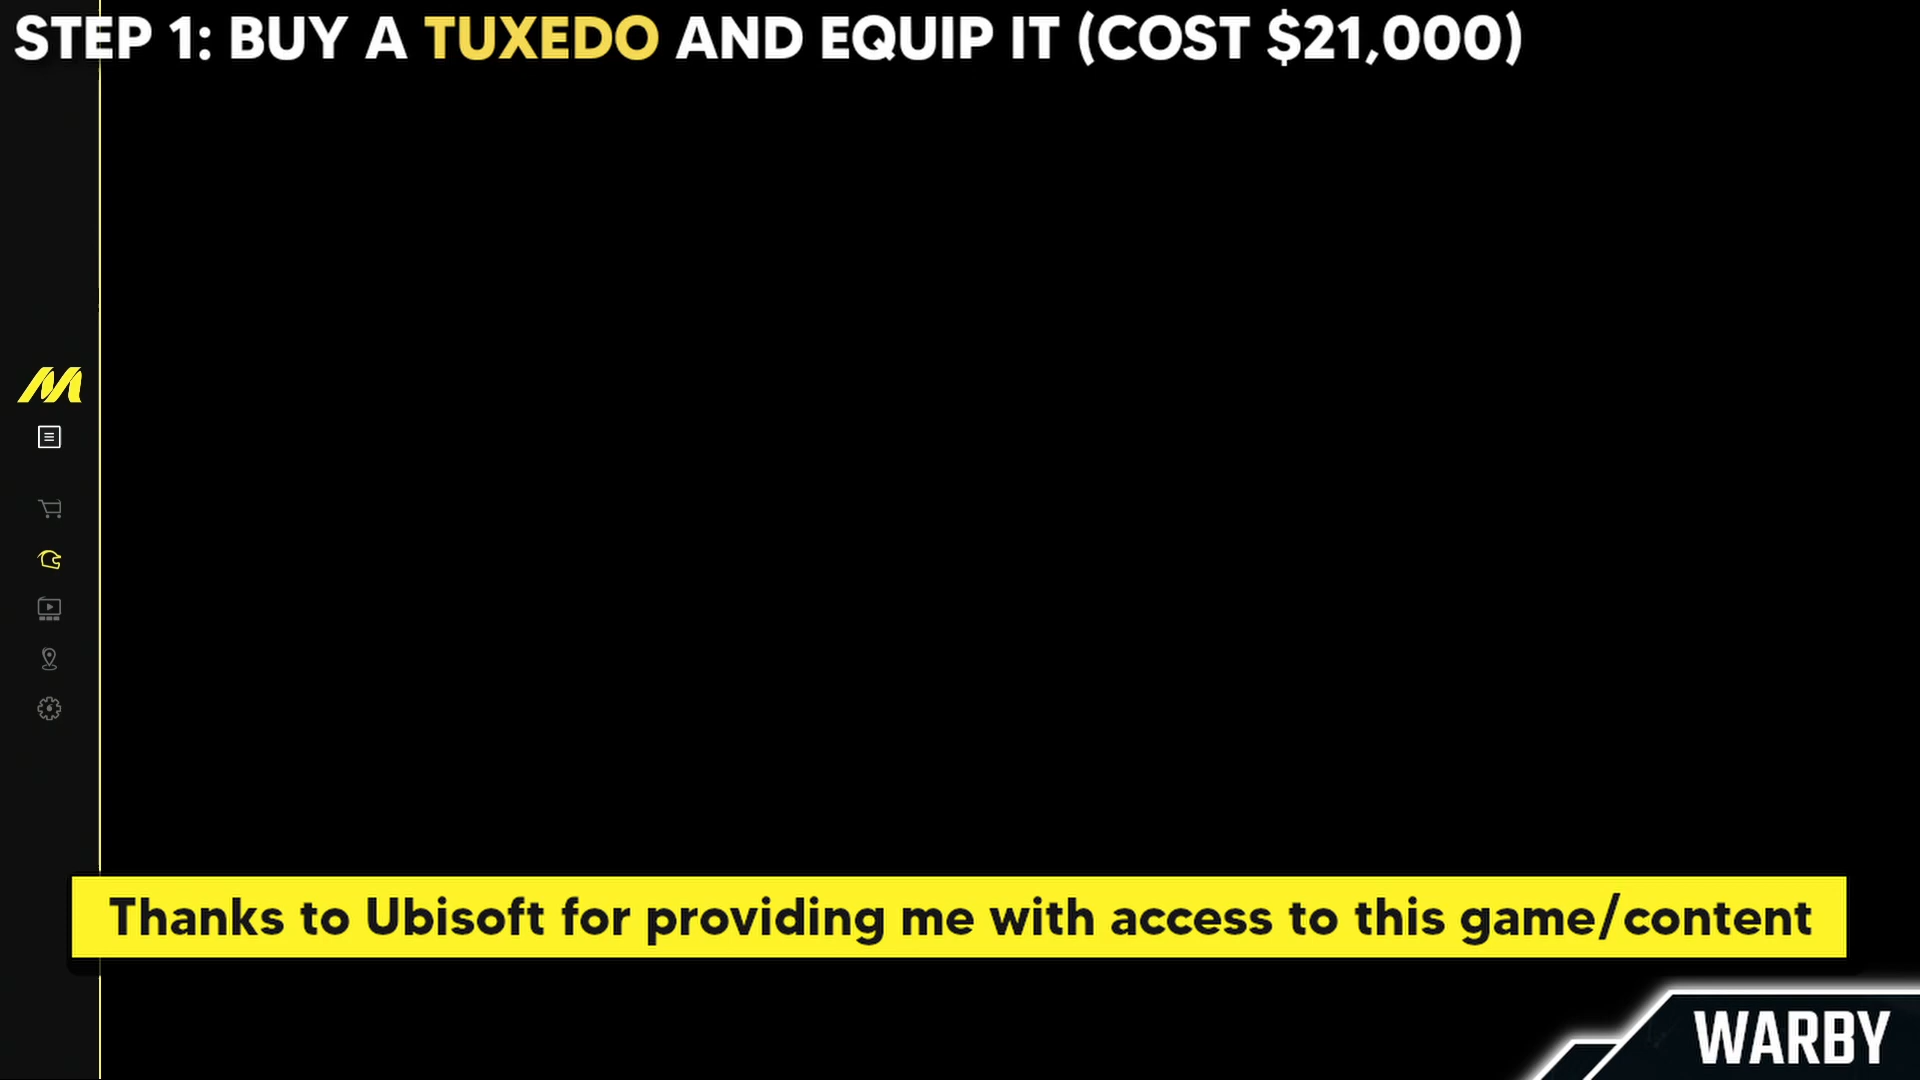 STEP 1: BUY A TUXEDO AND EQUIP IT (COST $21,000)
Thanks to Ubisoft for providing me with access to this game/content
WARBY